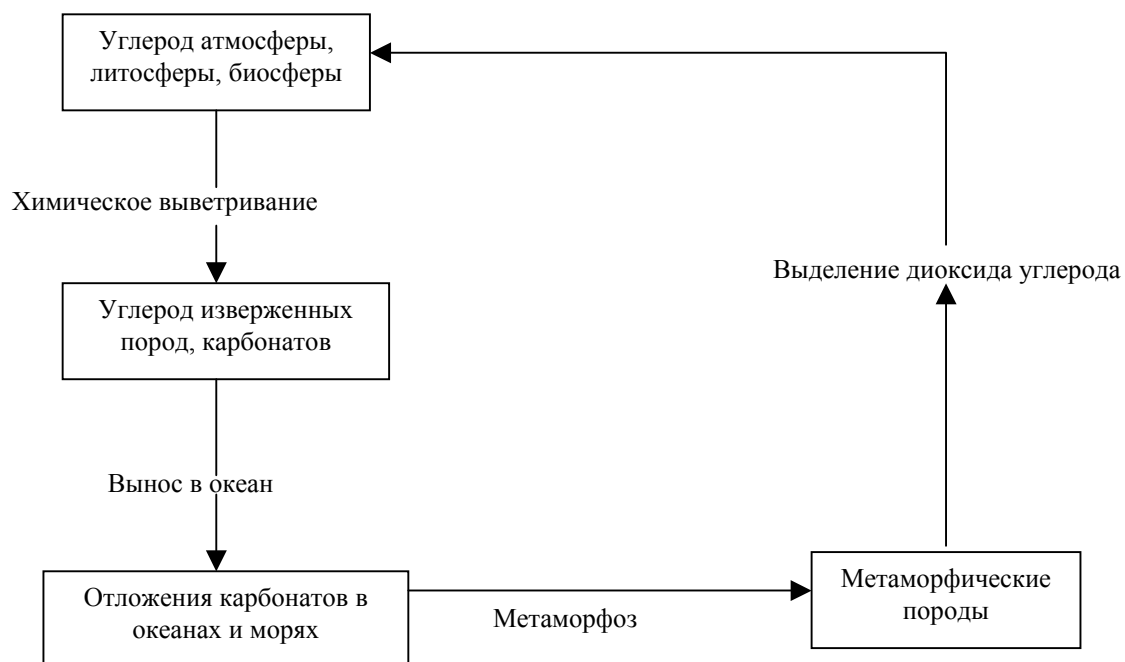 Углерод атмосферы,
литосферы, биосферы
Химическое выветривание
Выделение диоксида углерода
Углерод изверженных
пород, карбонатов
Вынос в океан
Отложения карбонатов в
океанах и морях
Метаморфоз
Метаморфические
породы